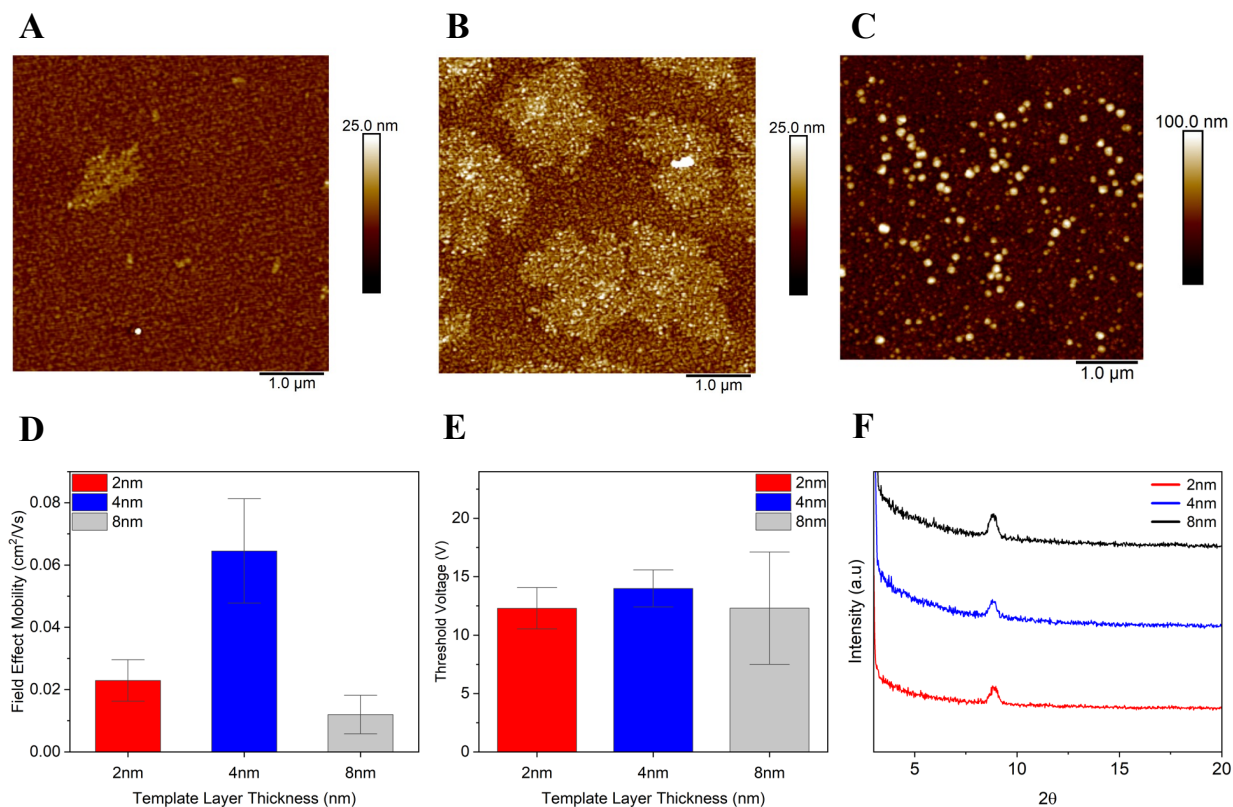 A
B
C
25.0 nm
25.0 nm
100.0 nm
1.0 µm
1.0 µm
1.0 µm
D
E
F
Field Effect Mobility (cm²/Vs)
0.08
0.06
0.04
0.02
0.00
2nm
4nm
8nm
2nm
4nm
8nm
Template Layer Thickness (nm)
Threshold Voltage (V)
20
15
10
5
0
2nm
4nm
8nm
2nm
4nm
8nm
Template Layer Thickness (nm)
Intensity (a.u)
2nm
4nm
8nm
5
10
15
20
2θ